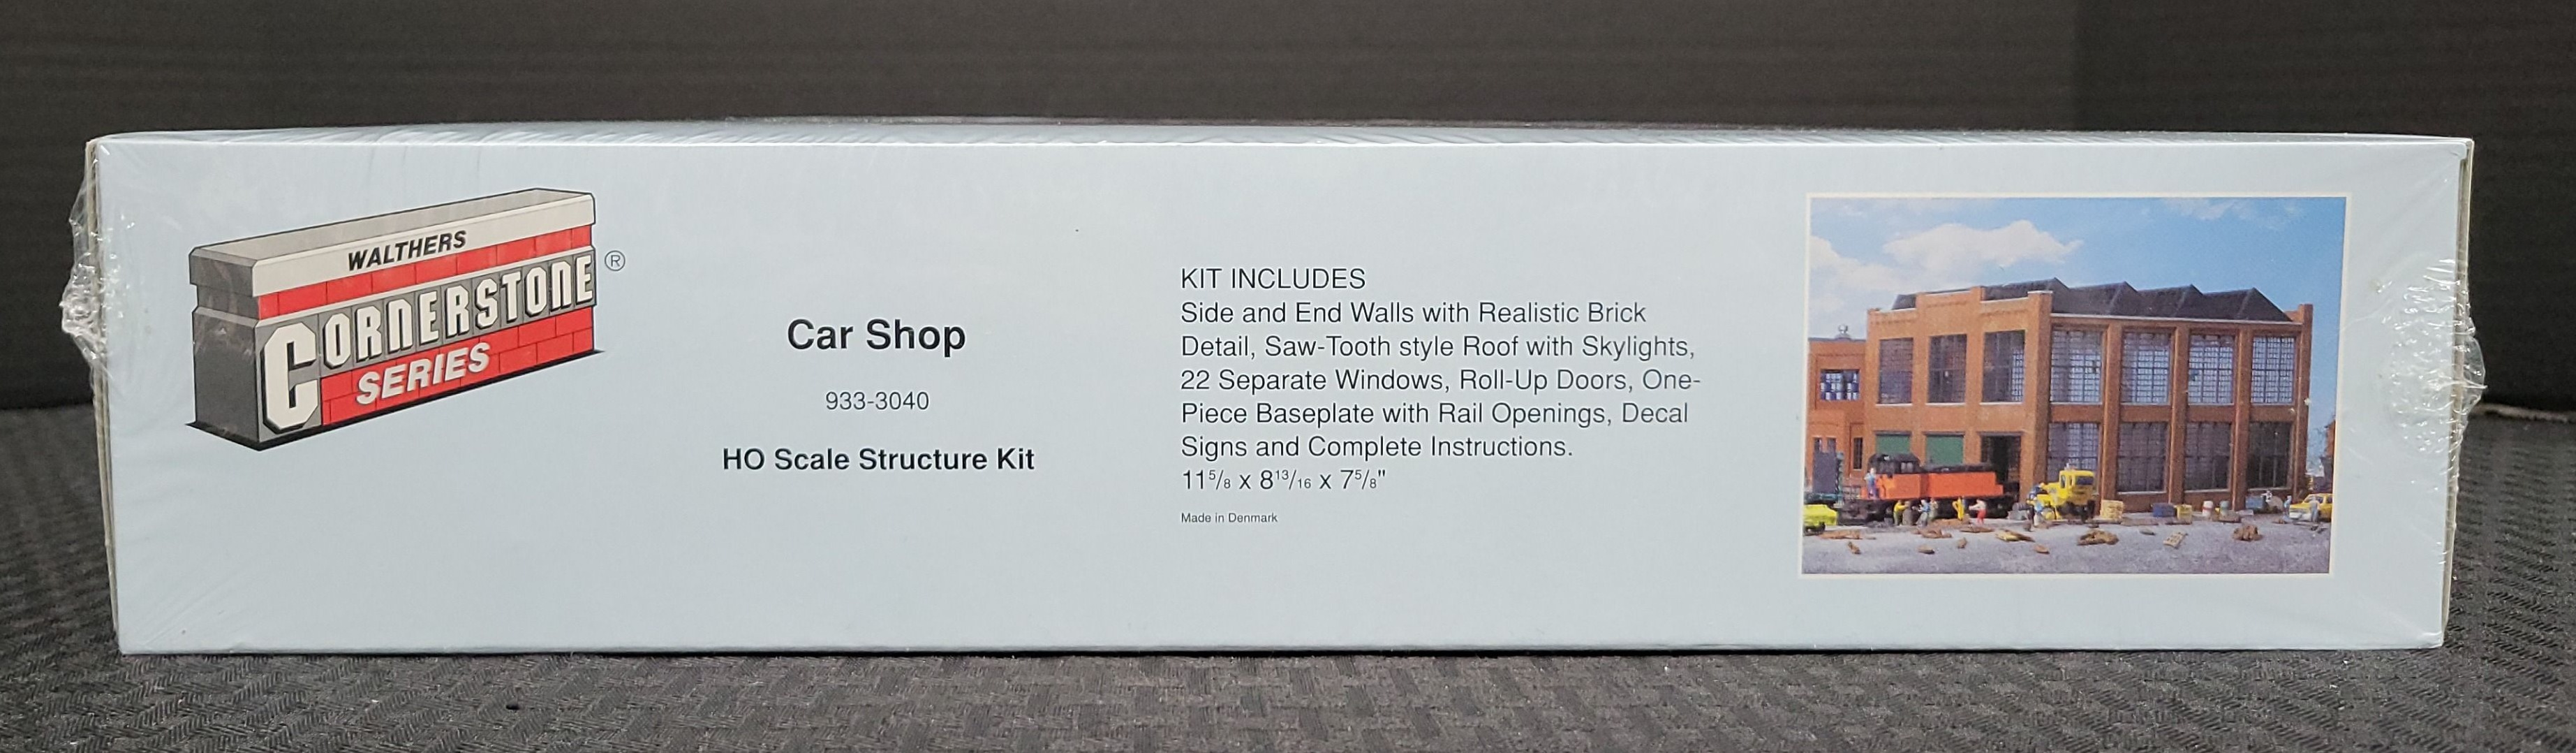 WALTHERS
CORNERSTONE®
SERIES
Car Shop
933-3040
HO Scale Structure Kit
KIT INCLUDES
Side and End Walls with Realistic Brick
Detail, Saw-Tooth style Roof with Skylights,
22 Separate Windows, Roll-Up Doors, One-
Piece Baseplate with Rail Openings, Decal
Signs and Complete Instructions.
11⁵/₈ x 8¹³/₁₆ x 7⁵/₈"
Made in Denmark